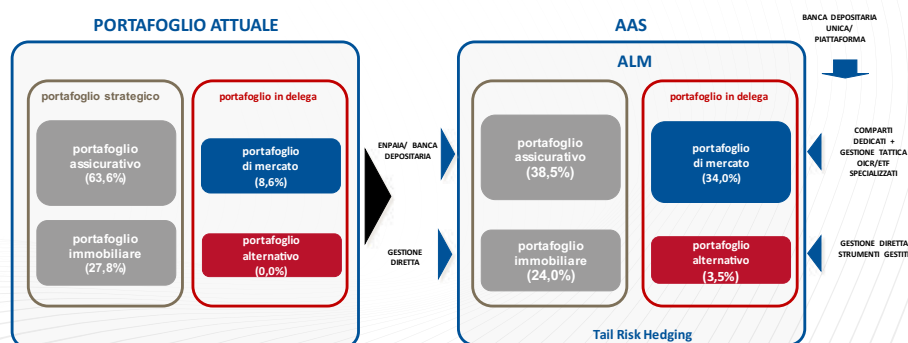 PORTAFOGLIO ATTUALE
portafoglio strategico
portafoglio
assicurativo
(63,6%)
portafoglio
immobiliare
(27,8%)
portafoglio in delega
portafoglio
di mercato
(8,6%)
portafoglio
alternativo
(0,0%)
ENPAIA/ BANCA
DEPOSITARIA
GESTIONE
DIRETTA
AAS
ALM
portafoglio
assicurativo
(38,5%)
portafoglio
immobiliare
(24,0%)
portafoglio in delega
portafoglio
di mercato
(34,0%)
portafoglio
alternativo
(3,5%)
Tail Risk Hedging
BANCA DEPOSITARIA
UNICA/
PIATTAFORMA
COMPARTI
DEDICATI +
GESTIONE TATTICA
OICR/ETF
SPECIALIZZATI
GESTIONE DIRETTA
STRUMENTI GESTITI